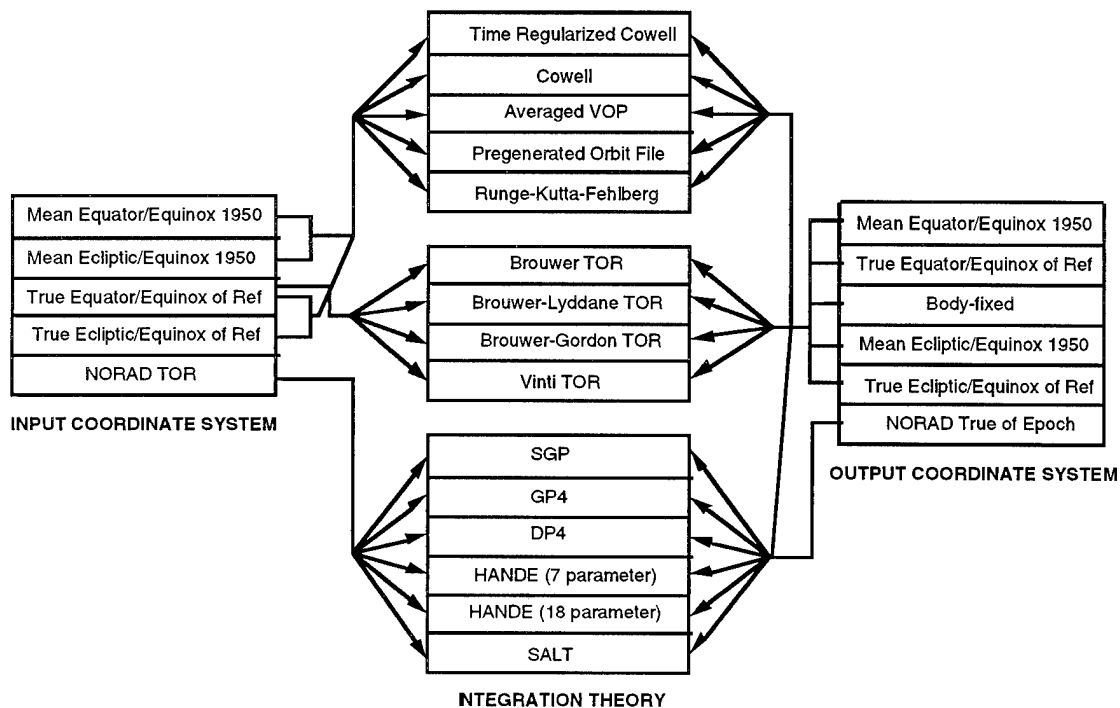 Time Regularized Cowell
Cowell
Averaged VOP
Pregenerated Orbit File
Runge-Kutta-Fehlberg
Mean Equator/Equinox 1950
Mean Ecliptic/Equinox 1950
True Equator/Equinox of Ref
True Ecliptic/Equinox of Ref
NORAD TOR
INPUT COORDINATE SYSTEM
Brouwer TOR
Brouwer-Lyddane TOR
Brouwer-Gordon TOR
Vinti TOR
Mean Equator/Equinox 1950
True Equator/Equinox of Ref
Body-fixed
Mean Ecliptic/Equinox 1950
True Ecliptic/Equinox of Ref
NORAD True of Epoch
OUTPUT COORDINATE SYSTEM
SGP
GP4
DP4
HANDE (7 parameter)
HANDE (18 parameter)
SALT
INTEGRATION THEORY